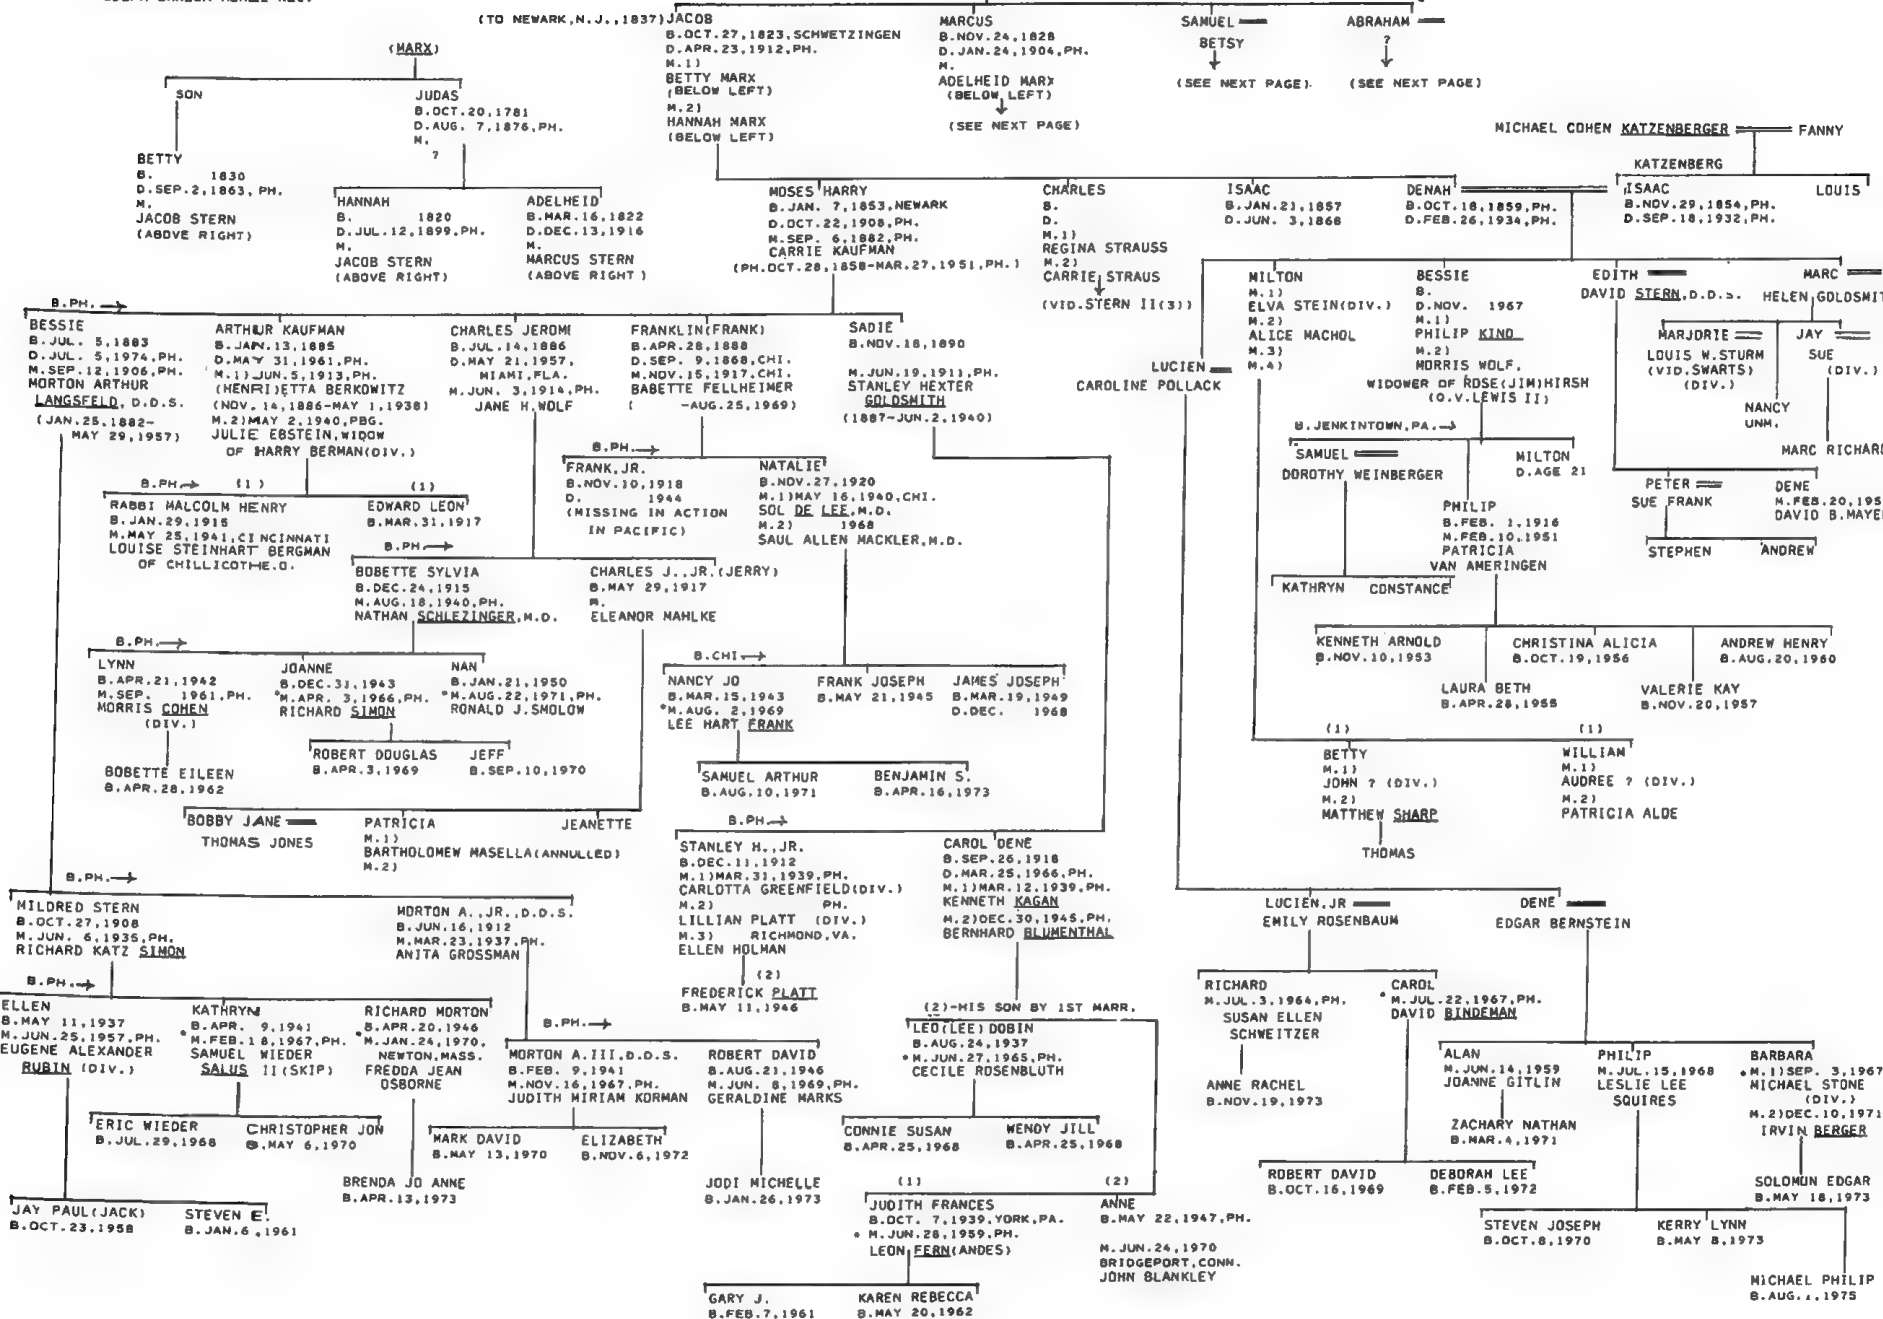 (TO NEWARK,N.J.,1837)JACOB
B.OCT.27,1823,SCHWETZINGEN
D.APR.23,1912,PH.
M.1)
BETTY MARX
(BELOW LEFT)
M.2)
HANNAH MARX
(BELOW LEFT)
MARCUS
B.NOV.24,1828
D.JAN.24,1904,PH.
M.
ADELHEID MARX
(BELOW LEFT)
(SEE NEXT PAGE)
SAMUEL
BETSY
(SEE NEXT PAGE).
ABRAHAM
?
(SEE NEXT PAGE)
(MARX)
SON
JUDAS
B.OCT.20,1781
D.AUG. 7,1876,PH.
M.
?
BETTY
B. 1830
D.SEP.2,1863,PH.
M.
JACOB STERN
(ABOVE RIGHT)
HANNAH
B. 1820
D.JUL.12,1899,PH.
M.
JACOB STERN
(ABOVE RIGHT)
ADELHEID
B.MAR.16,1822
D.DEC.13,1916
M.
MARCUS STERN
(ABOVE RIGHT )
MICHAEL COHEN KATZENBERGER FANNY
KATZENBERG
ISAAC
B.NOV.29,1854,PH.
D.SEP.18,1932,PH.
LOUIS
MOSES HARRY
B.JAN. 7,1853,NEWARK
D.OCT.22,1908,PH.
M.SEP. 6,1882,PH.
CARRIE KAUFMAN
(PH.OCT.28,1858-MAR.27,1951,PH.)
CHARLES
B.
D.
M.1)
REGINA STRAUSS
M.2)
CARRIE STRAUS
(VID.STERN II(3))
ISAAC
B.JAN.21,1857
D.JUN. 3,1868
DENAH
B.OCT.18,1859,PH.
D.FEB.26,1934,PH.
B.PH.
BESSIE
B.JUL. 5,1883
D.JUL. 5,1974,PH.
M.SEP.12,1906,PH.
MORTON ARTHUR
LANGSFELD, D.D.S.
(JAN.25,1882-
MAY 29,1957)
ARTHUR KAUFMAN
B.JAN.13,1885
D.MAY 31,1961,PH.
M.1)JUN.5,1913,PH.
(HENRI)ETTA BERKOWITZ
(NOV.14,1886-MAY 1,1938)
M.2)MAY 2,1940,PBG.
JULIE EBSTEIN,WIDOW
OF HARRY BERMAN(DIV.)
CHARLES JEROME
B.JUL.14,1886
D.MAY 21,1957,
MIAMI,FLA.
M.JUN. 3,1914,PH.
JANE H.WOLF
FRANKLIN(FRANK)
B.APR.28,1888
D.SEP. 9,1868,CHI.
M.NOV.15,1917,CHI.
BABETTE FELLHEIMER
( -AUG.25,1969)
SADIE
B.NOV.18,1890
M.JUN.19,1911,PH.
STANLEY HEXTER
GOLDSMITH
(1887-JUN.2,1940)
LUCIEN
CAROLINE POLLACK
MILTON
M.1)
ELVA STEIN(DIV.)
M.2)
ALICE MACHOL
M.3)
M.4)
BESSIE
B.
D.NOV. 1967
M.1)
PHILIP KIND
M.2)
MORRIS WOLF,
WIDOWER OF ROSE(JIM)HIRSH
(O.V.LEWIS II)
EDITH
DAVID STERN,D.D.S.
MARC
HELEN GOLDSMIT
MARJORIE
LOUIS W.STURM
(VID.SWARTS)
(DIV.)
JAY
SUE
(DIV.)
NANCY
UNM.
MARC RICHARD
B.JENKINTOWN,PA.
SAMUEL
DOROTHY WEINBERGER
MILTON
D.AGE 21
PHILIP
B.FEB. 1,1916
M.FEB.10,1951
PATRICIA
VAN AMERINGEN
PETER
SUE FRANK
DENE
M.FEB.20,195
DAVID B.MAYE
STEPHEN ANDREW
KATHRYN CONSTANCE
B.PH. (1) (1)
RABBI MALCOLM HENRY
B.JAN.29,1915
M.MAY 25,1941,CINCINNATI
LOUISE STEINHART BERGMAN
OF CHILLICOTHE.O.
EDWARD LEON
B.MAR.31,1917
B.PH.
FRANK,JR.
B.NOV.10,1918
D. 1944
(MISSING IN ACTION
IN PACIFIC)
NATALIE
B.NOV.27,1920
M.1)MAY 16,1940,CHI.
SOL DE LEE,M.D.
M.2) 1968
SAUL ALLEN MACKLER,M.D.
B.PH.
BOBETTE SYLVIA
B.DEC.24,1915
M.AUG.18,1940,PH.
NATHAN SCHLEZINGER,M.D.
CHARLES J.,JR.(JERRY)
B.MAY 29,1917
M.
ELEANOR MAHLKE
KENNETH ARNOLD
B.NOV.10,1953
CHRISTINA ALICIA
B.OCT.19,1956
ANDREW HENRY
B.AUG.20,1960
LAURA BETH
B.APR.28,1955
VALERIE KAY
B.NOV.20,1957
B.PH.
LYNN
B.APR.21,1942
M.SEP. 1961,PH.
MORRIS COHEN
(DIV.)
JOANNE
B.DEC.31,1943
*M.DEC. 3,1966,PH.
RICHARD SIMON
NAN
B.JAN.21,1950
*M.AUG.22,1971,PH.
RONALD J.SMOLOW
B.CHI
NANCY JO
B.MAR.15,1943
*M.AUG. 2,1969
LEE HART FRANK
FRANK JOSEPH
B.MAY 21,1945
JAMES JOSEPH
B.MAR.19,1949
D.DEC. 1968
BOBETTE EILEEN
B.APR.28,1962
ROBERT DOUGLAS
B.APR.3,1969
JEFF
B.SEP.10,1970
SAMUEL ARTHUR
B.AUG.10,1971
BENJAMIN S.
B.APR.16,1973
(1) (1)
BETTY
M.1)
JOHN ? (DIV.)
M.2)
MATTHEW SHARP
THOMAS
WILLIAM
M.1)
AUDREE ? (DIV.)
M.2)
PATRICIA ALOE
BOBBY JANE
THOMAS JONES
PATRICIA
M.1)
BARTHOLOMEW MASELLA(ANNULLED)
M.2)
JEANETTE
B.PH.
STANLEY H.,JR.
B.DEC.11,1912
M.1)MAR.31,1939,PH.
CARLOTTA GREENFIELD(DIV.)
M.2) PH.
LILLIAN PLATT (DIV.)
M.3) RICHMOND,VA.
ELLEN HOLMAN
(2)
FREDERICK PLATT
B.MAY 11,1946
CAROL DENE
B.SEP.26,1918
D.MAR.25,1966,PH.
M.1)MAR.12,1939,PH.
KENNETH KAGAN
M.2)DEC.30,1945,PH.
BERNHARD BLUMENTHAL
B.PH.
MILDRED STERN
B.OCT.27,1908
M.JUN. 6,1935,PH.
RICHARD KATZ SIMON
MORTON A.,JR.,D.D.S.
B.JUN.16,1912
M.MAR.23,1937,PH.
ANITA GROSSMAN
LUCIEN,JR
EMILY ROSENBAUM
DENE
EDGAR BERNSTEIN
B.PH.
ELLEN
B.MAY 11,1937
M.JUN.25,1957,PH.
EUGENE ALEXANDER
RUBIN (DIV.)
KATHRYN
B.APR. 9,1941
*M.FEB.18,1967,PH.
SAMUEL WIEDER
SALUS II(SKIP)
RICHARD MORTON
B.APR.20,1946
*M.JAN.24,1970,
NEWTON,MASS.
FREDDA JEAN
OSBORNE
B.PH.
MORTON A.III,D.D.S.
B.FEB. 9,1941
M.NOV.16,1967,PH.
JUDITH MIRIAM KORMAN
ROBERT DAVID
B.AUG.21,1946
M.JUN. 8,1969,PH.
GERALDINE MARKS
(2)-HIS SON BY 1ST MARR.
LEO(LEE)DOBIN
B.AUG.24,1937
*M.JUN.27,1965,PH.
CECILE ROSENBLUTH
RICHARD
M.JUL.3,1964,PH.
SUSAN ELLEN
SCHWEITZER
CAROL
*M.JUL.22,1967,PH.
DAVID BINDEMAN
ANNE RACHEL
B.NOV.19,1973
ALAN
M.JUN.14,1959
JOANNE GITLIN
PHILIP
M.JUL.15,1968
LESLIE LEE
SQUIRES
BARBARA
*M.1)SEP. 3,1967
MICHAEL STONE
(DIV.)
M.2)DEC.10,1971
IRVIN BERGER
ZACHARY NATHAN
B.MAR.4,1971
ERIC WIEDER
B.JUL.29,1968
CHRISTOPHER JON
B.MAY 6,1970
MARK DAVID
B.MAY 13,1970
ELIZABETH
B.NOV.6,1972
CONNIE SUSAN
B.APR.25,1968
WENDY JILL
B.APR.25,1968
BRENDA JO ANNE
B.APR.13,1973
JODI MICHELLE
B.JAN.26,1973
ROBERT DAVID
B.OCT.16,1969
DEBORAH LEE
B.FEB.5,1972
SOLOMON EDGAR
B.MAY 18,1973
JAY PAUL(JACK)
B.OCT.23,1958
STEVEN E.
B.JAN.6,1961
(1) (2)
JUDITH FRANCES
B.OCT. 7,1939,YORK,PA.
* M.JUN.28,1959,PH.
LEON FERN(ANDES)
ANNE
B.MAY 22,1947,PH.
M.JUN.24,1970
BRIDGEPORT,CONN.
JOHN BLANKLEY
STEVEN JOSEPH
B.OCT.8,1970
KERRY LYNN
B.MAY 8,1973
MICHAEL PHILIP
B.AUG.1,1975
GARY J.
B.FEB.7,1961
KAREN REBECCA
B.MAY 20,1962